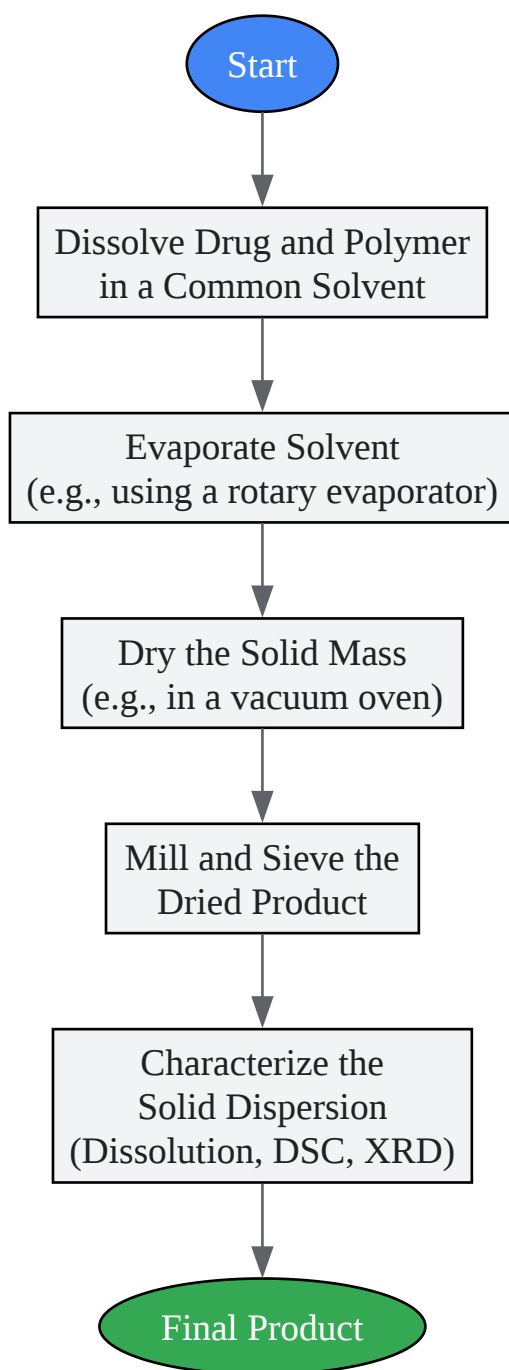 Start
Dissolve Drug and Polymer
in a Common Solvent
Evaporate Solvent
(e.g., using a rotary evaporator)
Dry the Solid Mass
(e.g., in a vacuum oven)
Mill and Sieve the
Dried Product
Characterize the
Solid Dispersion
(Dissolution, DSC, XRD)
Final Product